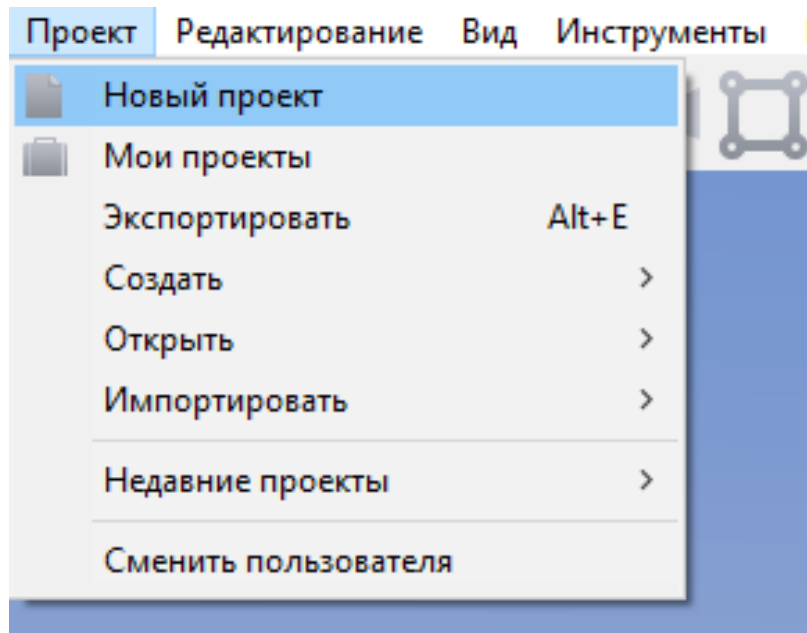 Проект Редактирование Вид Инструменты
Новый проект
Мои проекты
Экспортировать Alt+E
Создать
Открыть
Импортировать
Недавние проекты
Сменить пользователя